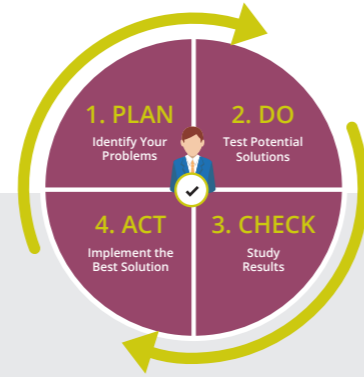 1. PLAN
Identify Your
Problems
2. DO
Test Potential
Solutions
3. CHECK
Study
Results
4. ACT
Implement the
Best Solution